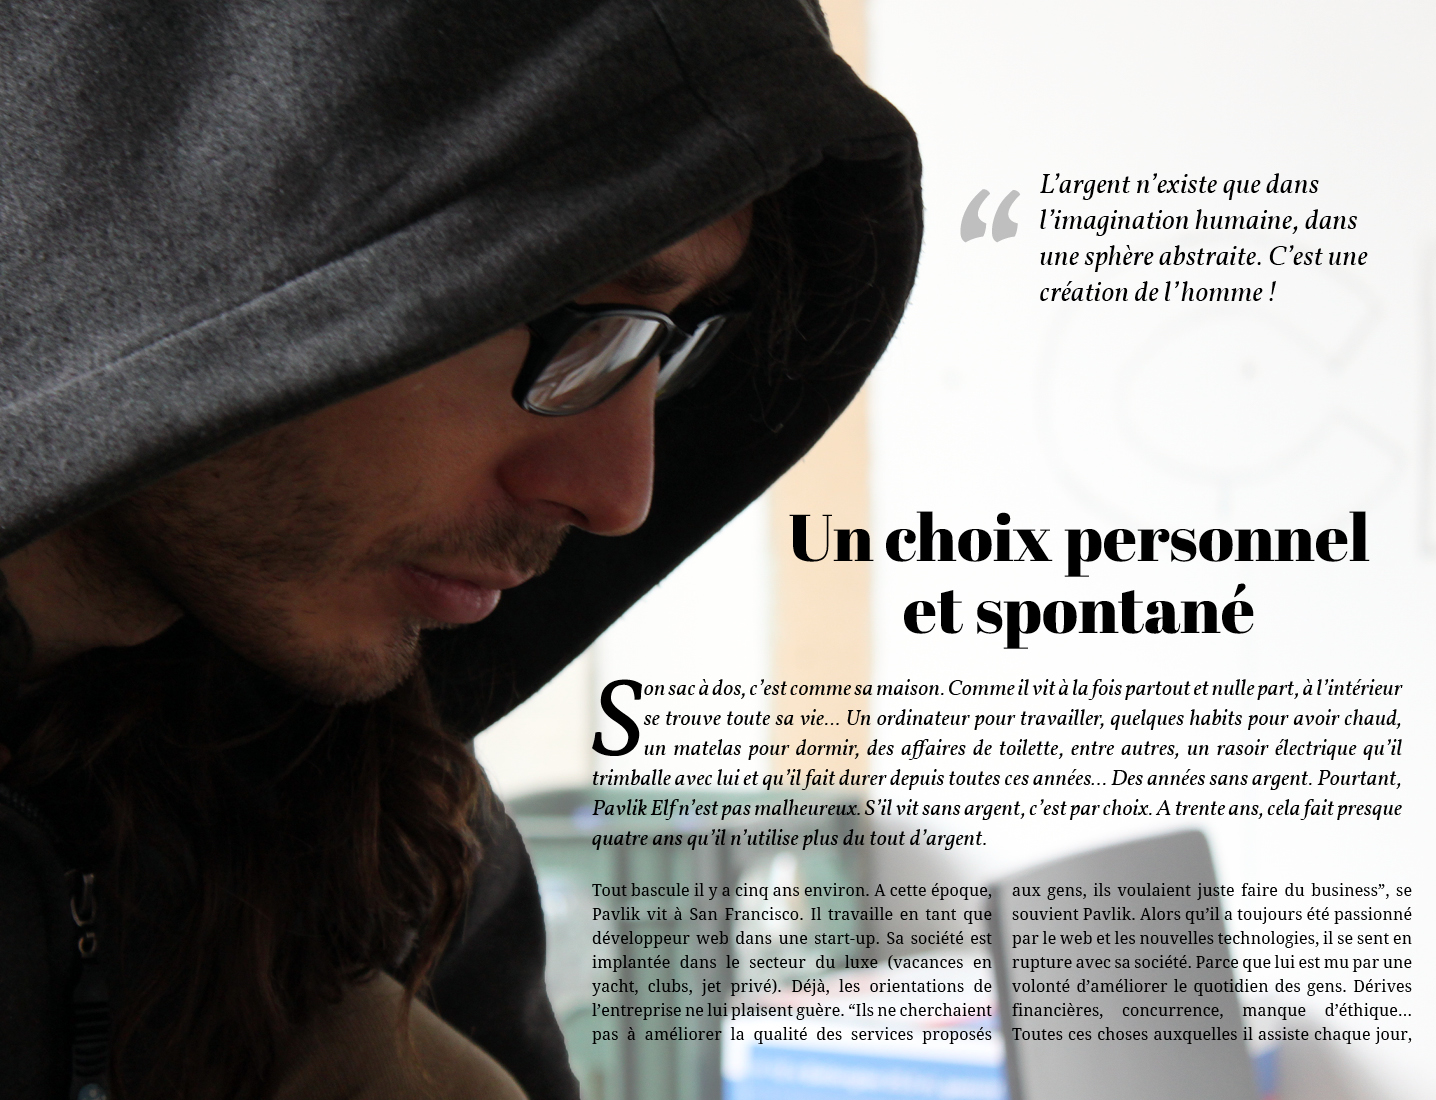 “
L’argent n’existe que dans
l’imagination humaine, dans
une sphère abstraite. C’est une
création de l’homme !
Un choix personnel
et spontané
Son sac à dos, c’est comme sa maison. Comme il vit à la fois partout et nulle part, à l’intérieur
se trouve toute sa vie… Un ordinateur pour travailler, quelques habits pour avoir chaud,
un matelas pour dormir, des affaires de toilette, entre autres, un rasoir électrique qu’il
trimballe avec lui et qu’il fait durer depuis toutes ces années… Des années sans argent. Pourtant,
Pavlik Elf n’est pas malheureux. S’il vit sans argent, c’est par choix. A trente ans, cela fait presque
quatre ans qu’il n’utilise plus du tout d’argent.
Tout bascule il y a cinq ans environ. A cette époque,
Pavlik vit à San Francisco. Il travaille en tant que
développeur web dans une start-up. Sa société est
implantée dans le secteur du luxe (vacances en
yacht, clubs, jet privé). Déjà, les orientations de
l’entreprise ne lui plaisent guère. “Ils ne cherchaient
pas à améliorer la qualité des services proposés
aux gens, ils voulaient juste faire du business”, se
souvient Pavlik. Alors qu’il a toujours été passionné
par le web et les nouvelles technologies, il se sent en
rupture avec sa société. Parce que lui est mu par une
volonté d’améliorer le quotidien des gens. Dérives
financières, concurrence, manque d’éthique…
Toutes ces choses auxquelles il assiste chaque jour,